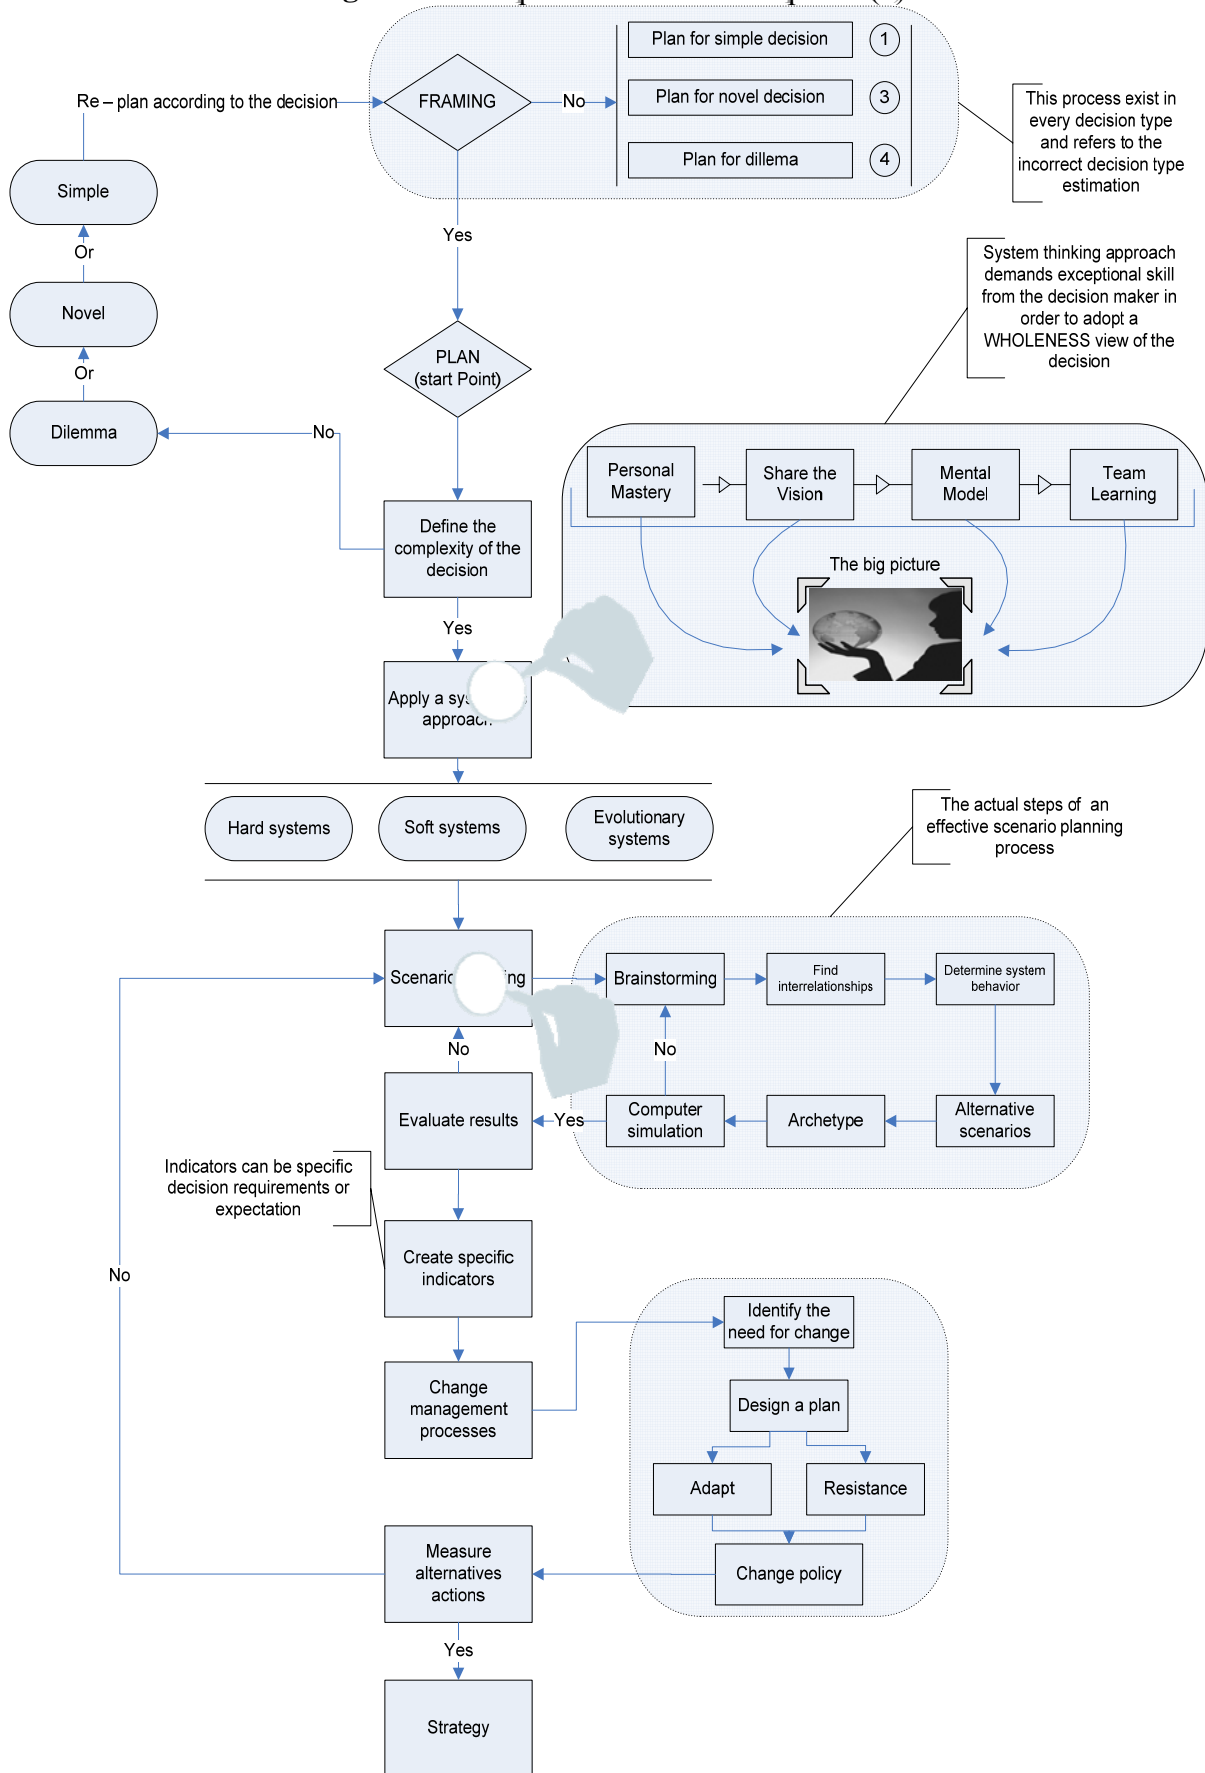 Plan for simple decision
1
FRAMING
No
Plan for novel decision
3
Plan for dillema
4
Re – plan according to the decision
This process exist in
every decision type
and refers to the
incorrect decision type
estimation
Simple
Or
Novel
Or
Dilemma
Yes
PLAN
(start Point)
No
System thinking approach
demands exceptional skill
from the decision maker in
order to adopt a
WHOLENESS view of the
decision
Personal
Mastery
Share the
Vision
Mental
Model
Team
Learning
The big picture
Define the
complexity of the
decision
Yes
Apply a
approach
Hard systems
Soft systems
Evolutionary
systems
The actual steps of an
effective scenario planning
process
Brainstorming
Find
interrelationships
Determine system
behavior
No
No
Evaluate results
Yes
Computer
simulation
Archetype
Alternative
scenarios
Indicators can be specific
decision requirements or
expectation
Create specific
indicators
No
Change
management
processes
Identify the
need for change
Design a plan
Adapt
Resistance
Change policy
Measure
alternatives
actions
Yes
Strategy